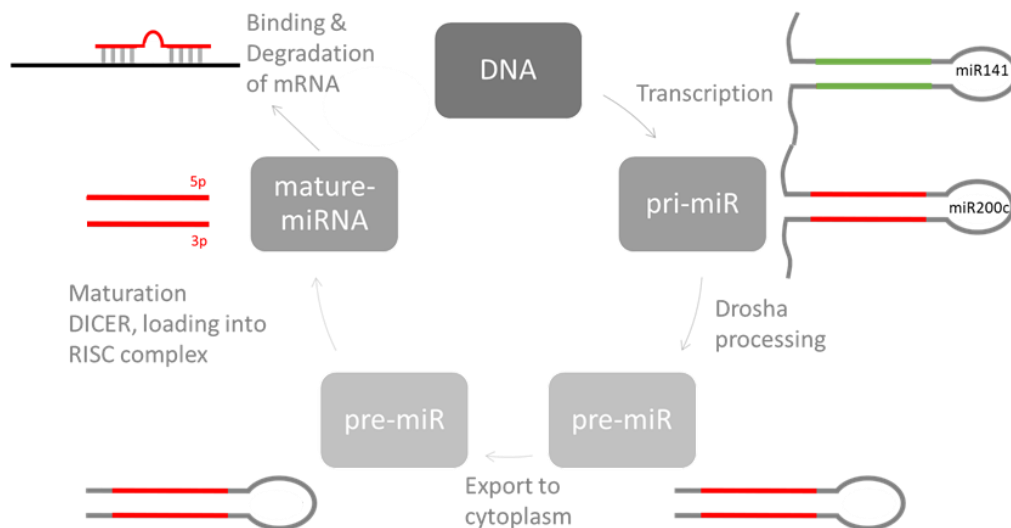 Binding &
Degradation
of mRNA
DNA
Transcription
miR141
5p
mature-
miRNA
3p
pri-miR
miR200c
Maturation
DICER, loading into
RISC complex
Drosha
processing
pre-miR
pre-miR
Export to
cytoplasm